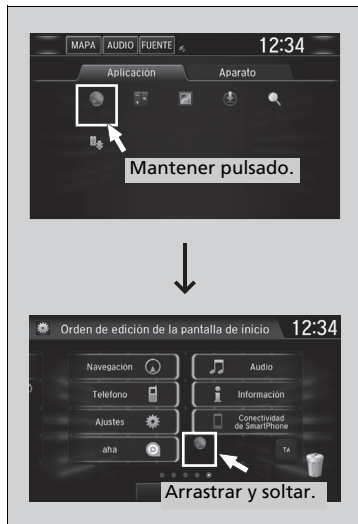 MAPA AUDIO FUENTE 12:34
Aplicación Aparato
Mantener pulsado.
Orden de edición de la pantalla de inicio 12:34
Navegación Audio
Teléfono Información
Ajustes Conectividad
de SmartPhone
aha TA
Arrastrar y soltar.